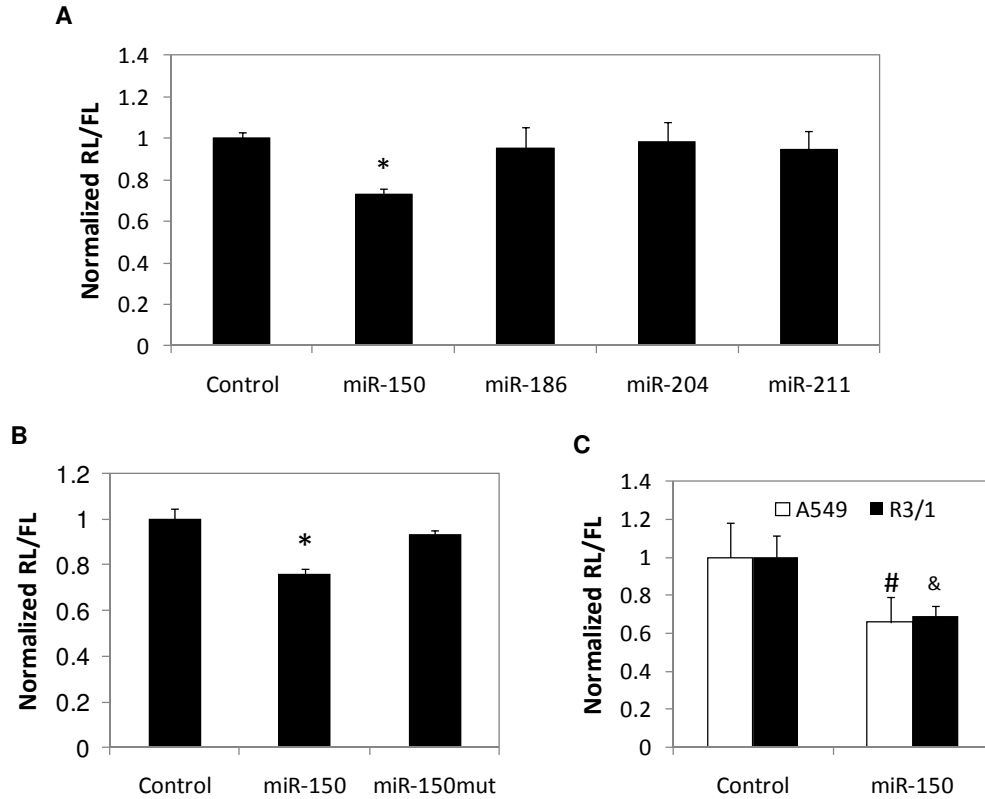 A
Normalized RL/FL
1.4
1.2
1
0.8
0.6
0.4
0.2
0
*
Control miR-150 miR-186 miR-204 miR-211
B
Normalized RL/FL
1.2
1
0.8
0.6
0.4
0.2
0
*
Control miR-150 miR-150mut
C
Normalized RL/FL
1.4
1.2
1
0.8
0.6
0.4
0.2
0
A549 R3/1
# &
Control miR-150